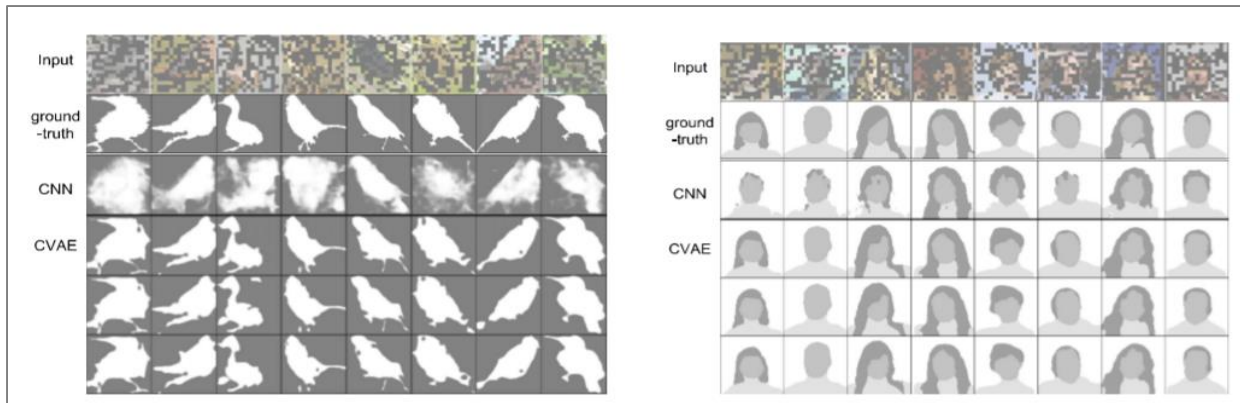 Input
ground
-truth
CNN
CVAE
Input
ground
-truth
CNN
CVAE